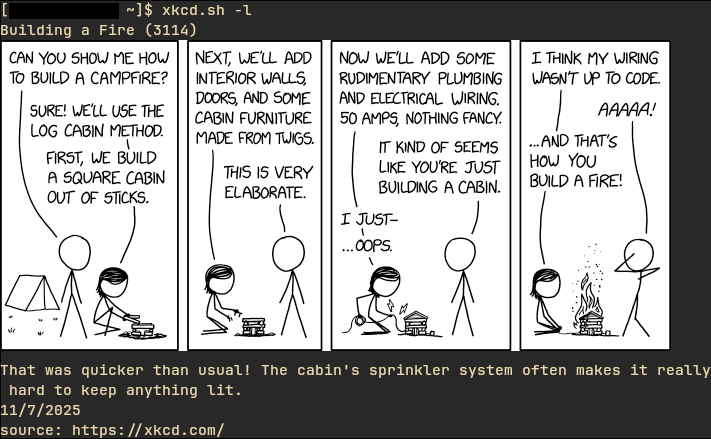 [ ~]$ xkcd.sh -l
Building a Fire (3114)
CAN YOU SHOW ME HOW
TO BUILD A CAMPFIRE?
SURE! WE'LL USE THE
LOG CABIN METHOD.
FIRST, WE BUILD
A SQUARE CABIN
OUT OF STICKS.
NEXT, WE'LL ADD
INTERIOR WALLS,
DOORS, AND SOME
CABIN FURNITURE
MADE FROM TWIGS.
THIS IS VERY
ELABORATE.
NOW WE'LL ADD SOME
RUDIMENTARY PLUMBING
AND ELECTRICAL WIRING.
50 AMPS, NOTHING FANCY.
IT KIND OF SEEMS
LIKE YOU'RE JUST
BUILDING A CABIN.
I JUST-
...OOPS.
I THINK MY WIRING
WASN'T UP TO CODE.
AAAAA!
...AND THAT'S
HOW YOU
BUILD A FIRE!
That was quicker than usual! The cabin's sprinkler system often makes it really
hard to keep anything lit.
11/7/2025
source: https://xkcd.com/